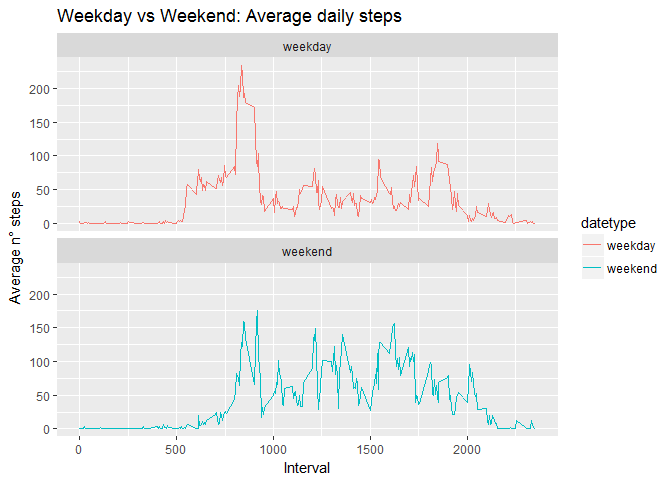 Weekday vs Weekend: Average daily steps
weekday
200
150
100
50
0
weekend
200
150
100
50
0
0 500 1000 1500 2000
Interval
Average n° steps
datetype
weekday
weekend